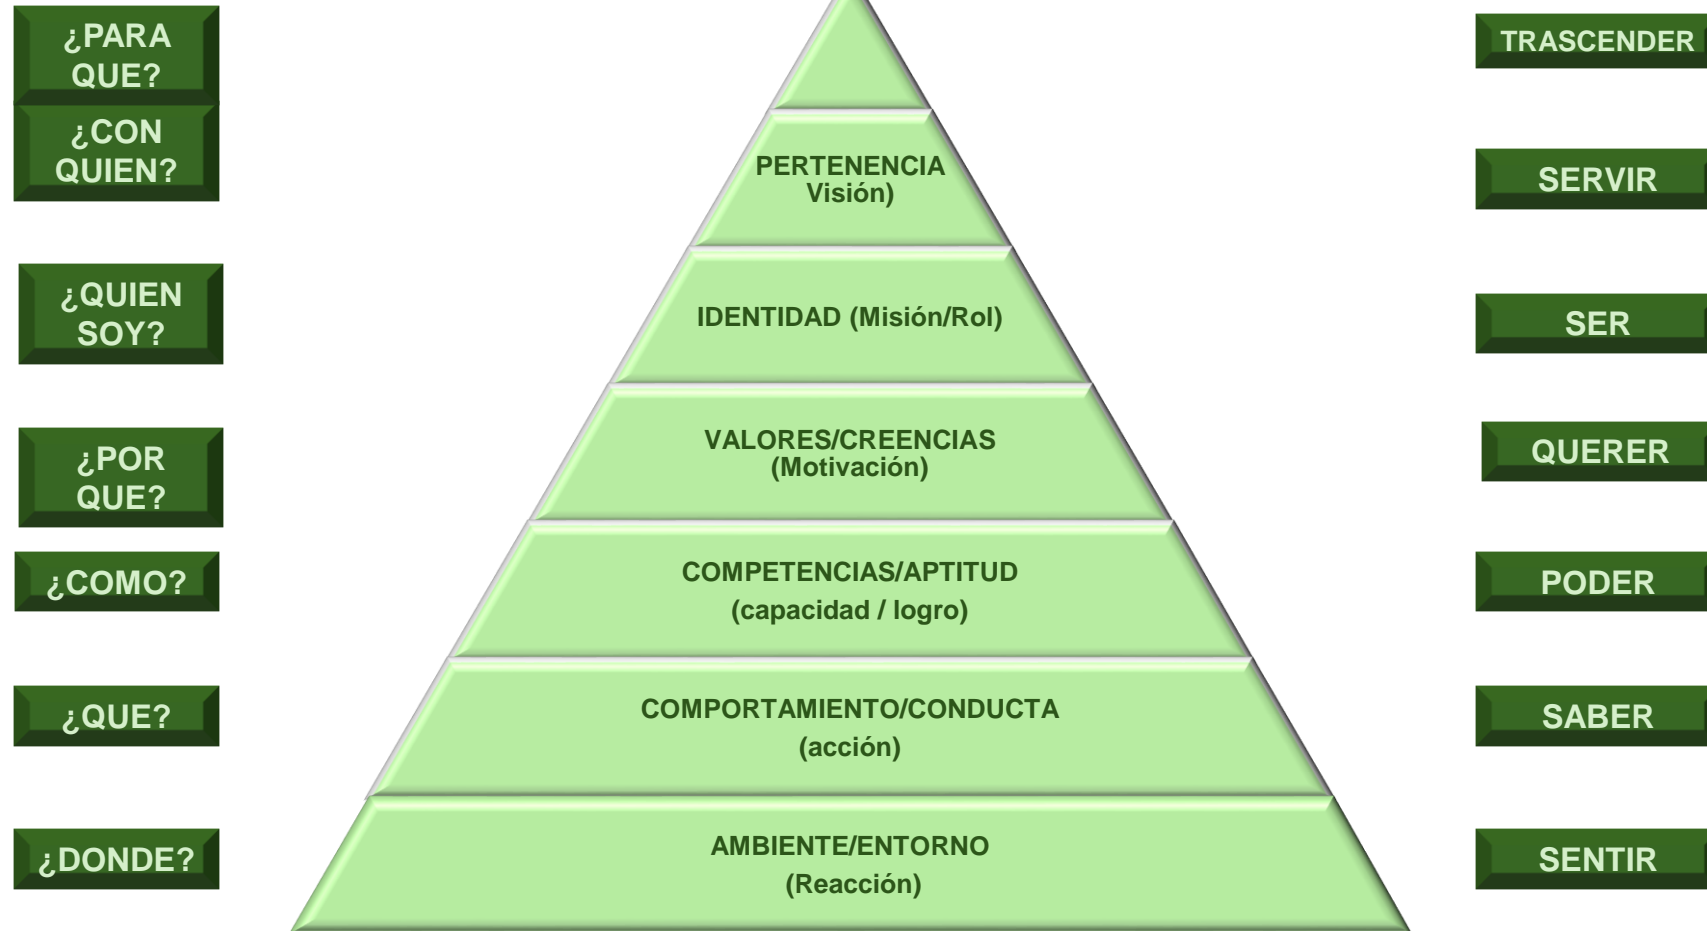 ¿PARA
QUE?
TRASCENDER
¿CON
QUIEN?
PERTENENCIA
Visión)
SERVIR
¿QUIEN
SOY?
IDENTIDAD (Misión/Rol)
SER
¿POR
QUE?
VALORES/CREENCIAS
(Motivación)
QUERER
¿COMO?
COMPETENCIAS/APTITUD
(capacidad / logro)
PODER
¿QUE?
COMPORTAMIENTO/CONDUCTA
(acción)
SABER
¿DONDE?
AMBIENTE/ENTORNO
(Reacción)
SENTIR